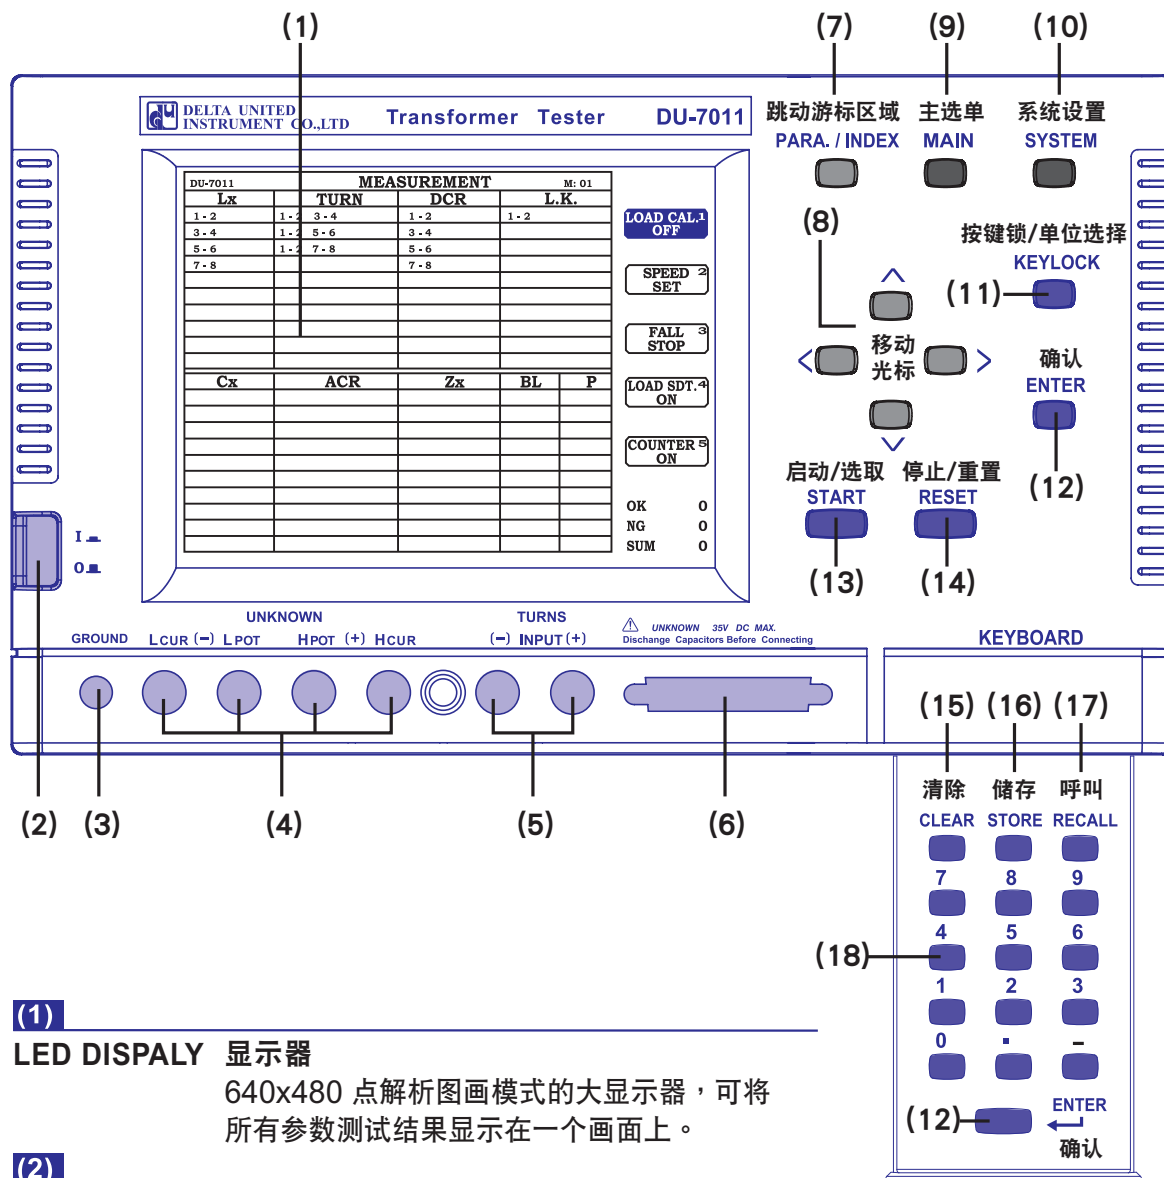 (1)
(7)
(9)
(10)
DELTA UNITED
INSTRUMENT CO.,LTD
Transformer Tester
DU-7011
跳动游标区域
PARA. / INDEX
主选单
MAIN
系统设置
SYSTEM
DU-7011 MEASUREMENT M: 01
Lx TURN DCR L.K.
1 - 2 1 - 2 3 - 4 1 - 2 1 - 2
3 - 4 1 - 2 5 - 6 3 - 4
5 - 6 1 - 2 7 - 8 5 - 6
7 - 8 7 - 8
Cx ACR Zx BL P
LOAD CAL.1
OFF
SPEED 2
SET
FALL 3
STOP
LOAD SDT.4
ON
COUNTER 5
ON
OK 0
NG 0
SUM 0
(8)
按键锁/单位选择
KEYLOCK
(11)
移动
光标
确认
ENTER
(12)
启动/选取
START
(13)
停止/重置
RESET
(14)
I
O
UNKNOWN
TURNS
GROUND
LCUR (−) LPOT
HPOT (+) HCUR
(−) INPUT (+)
UNKNOWN 35V DC MAX.
Discharge Capacitors Before Connecting
KEYBOARD
(2)
(3)
(4)
(5)
(6)
(15) (16) (17)
清除 储存 呼叫
CLEAR STORE RECALL
7 8 9
4 5 6
(18)
1 2 3
0 . −
(12)
ENTER
确认
(1)
LED DISPALY 显示器
640x480 点解析图画模式的大显示器，可将
所有参数测试结果显示在一个画面上。
(2)